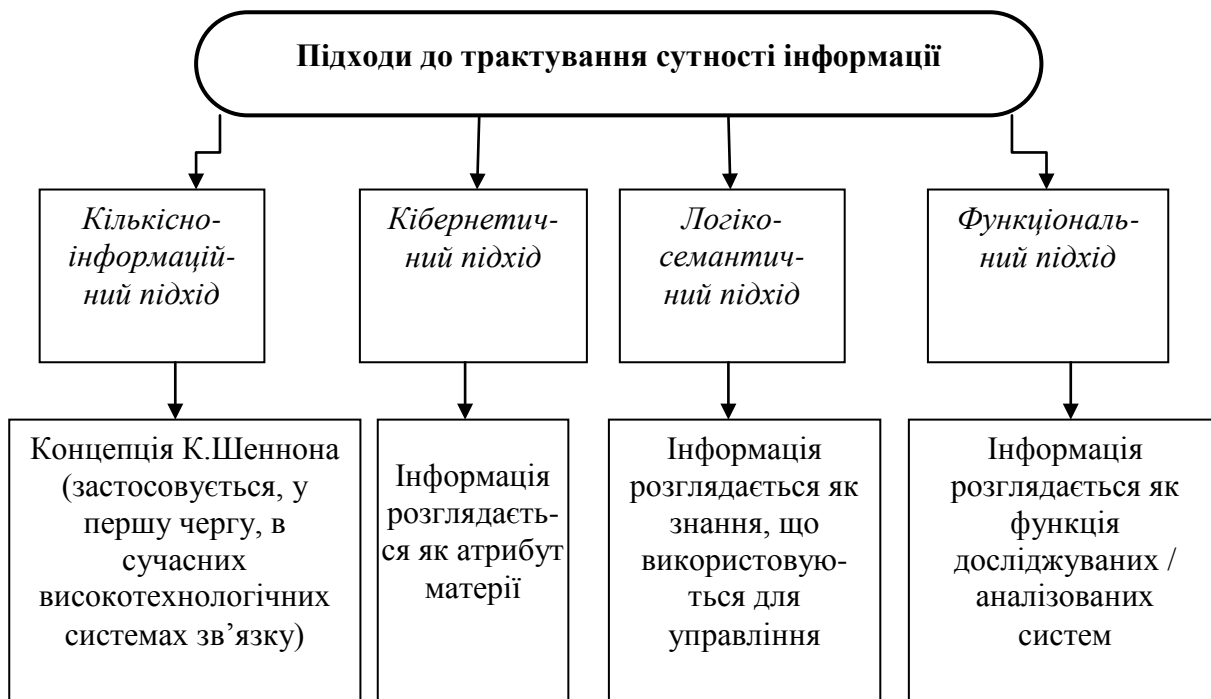 Підходи до трактування сутності інформації
Кількісно-
інформацій-
ний підхід
Кібернетич-
ний підхід
Логіко-
семантич-
ний підхід
Функціональ-
ний підхід
Концепція К.Шеннона
(застосовується, у
першу чергу, в
сучасних
високотехнологічних
системах зв’язку)
Інформація
розглядаєть-
ся як атрибут
матерії
Інформація
розглядається як
знання, що
використовую-
ться для
управління
Інформація
розглядається як
функція
досліджуваних /
аналізованих
систем